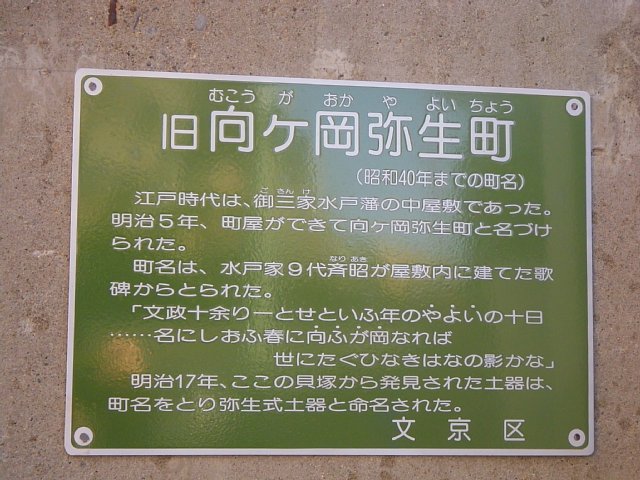 むこう が おか や よい ちょう
旧向ケ岡弥生町
(昭和40年までの町名)
ご さん け
江戸時代は、御三家水戸藩の中屋敷であった。
明治5年、町屋ができて向ケ岡弥生町と名づけ
られた。
なり あき
町名は、水戸家9代斉昭が屋敷内に建てた歌
碑からとられた。
「文政十余り一とせといふ年のやよいの十日
……名にしおふ春に向ふが岡なれば
世にたぐひなきはなの影かな」
明治17年、ここの貝塚から発見された土器は、
町名をとり弥生式土器と命名された。
文京区